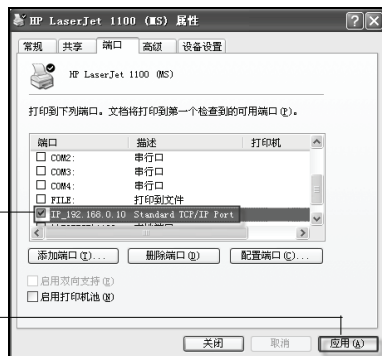 HP LaserJet 1100 (MS) 属性
常规 共享 端口 高级 设备设置
HP LaserJet 1100 (MS)
打印到下列端口。文档将打印到第一个检查到的可用端口(P)。
端口 描述 打印机
COM2: 串行口
COM3: 串行口
COM4: 串行口
FILE: 打印到文件
IP_192.168.0.10 Standard TCP/IP Port
添加端口(T)... 删除端口(D) 配置端口(C)...
启用双向支持(E)
启用打印机池(N)
关闭 取消 应用(A)